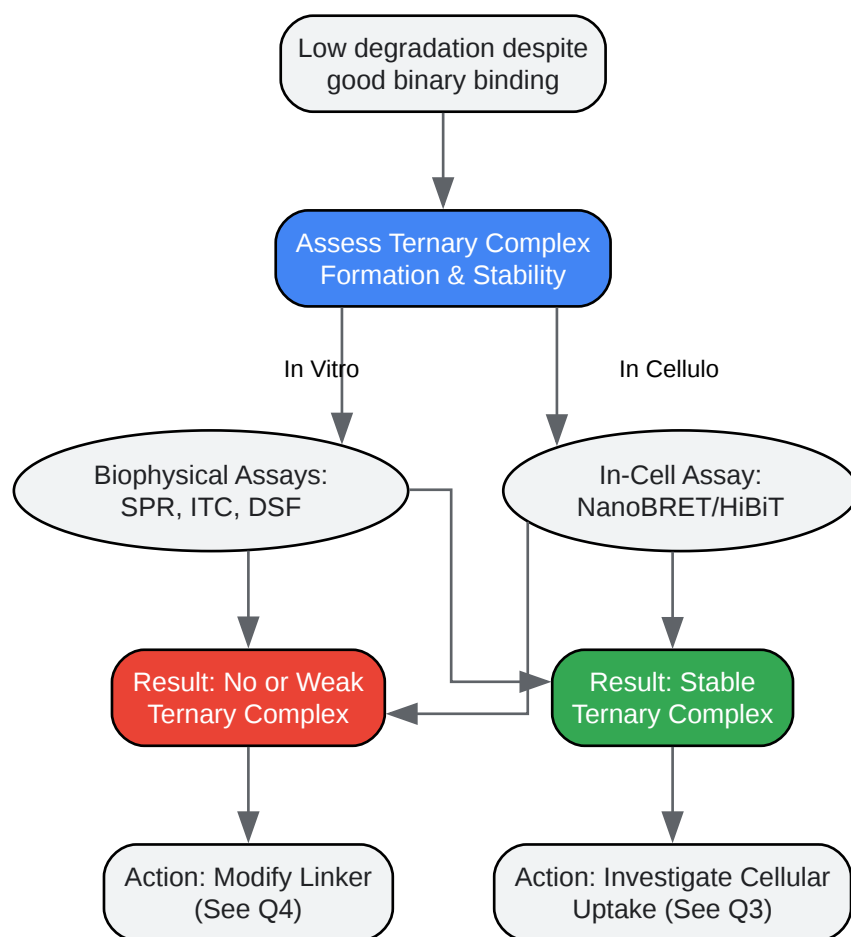 Low degradation despite
good binary binding
Assess Ternary Complex
Formation & Stability
In Vitro
In Cellulo
Biophysical Assays:
SPR, ITC, DSF
In-Cell Assay:
NanoBRET/HiBiT
Result: No or Weak
Ternary Complex
Result: Stable
Ternary Complex
Action: Modify Linker
(See Q4)
Action: Investigate Cellular
Uptake (See Q3)